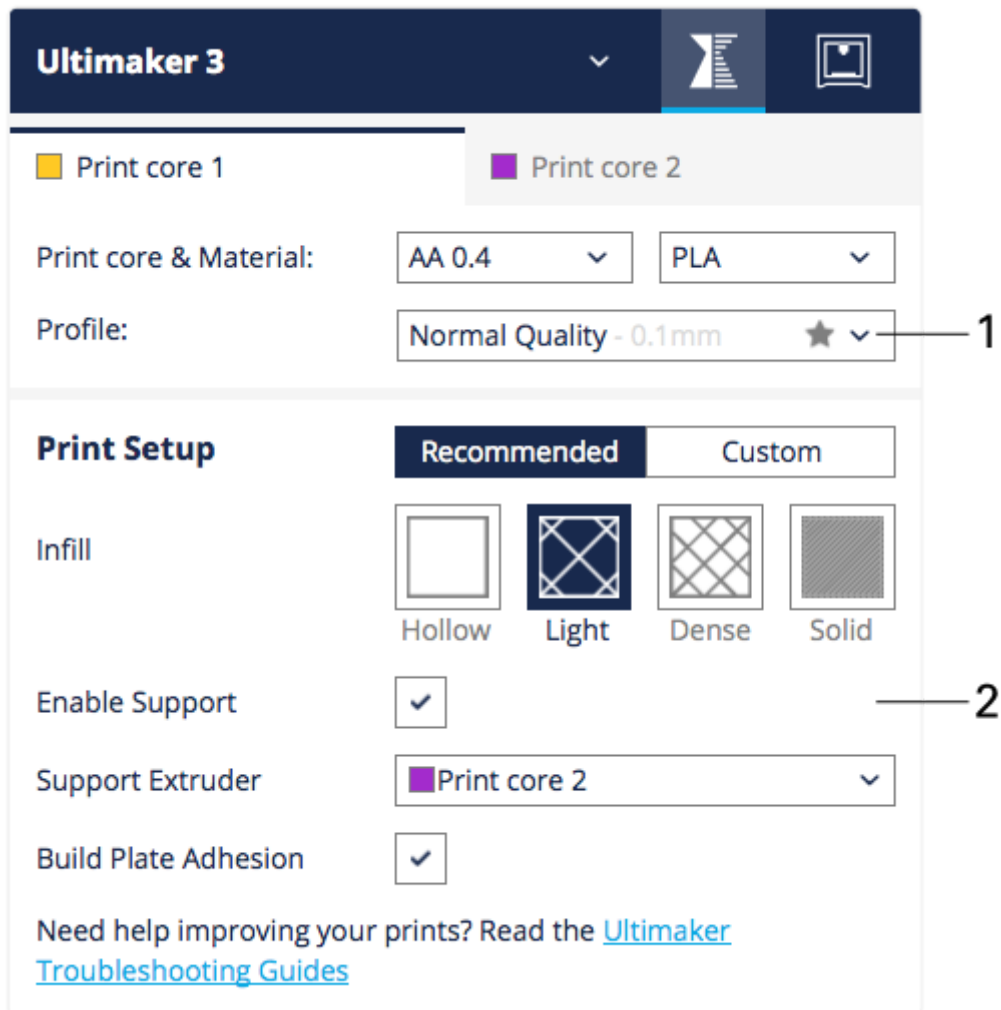 Ultimaker 3
Print core 1
Print core 2
Print core & Material:
AA 0.4
PLA
Profile:
Normal Quality - 0.1mm
1
Print Setup
Recommended
Custom
Infill
Hollow
Light
Dense
Solid
Enable Support
2
Support Extruder
Print core 2
Build Plate Adhesion
Need help improving your prints? Read the Ultimaker
Troubleshooting Guides